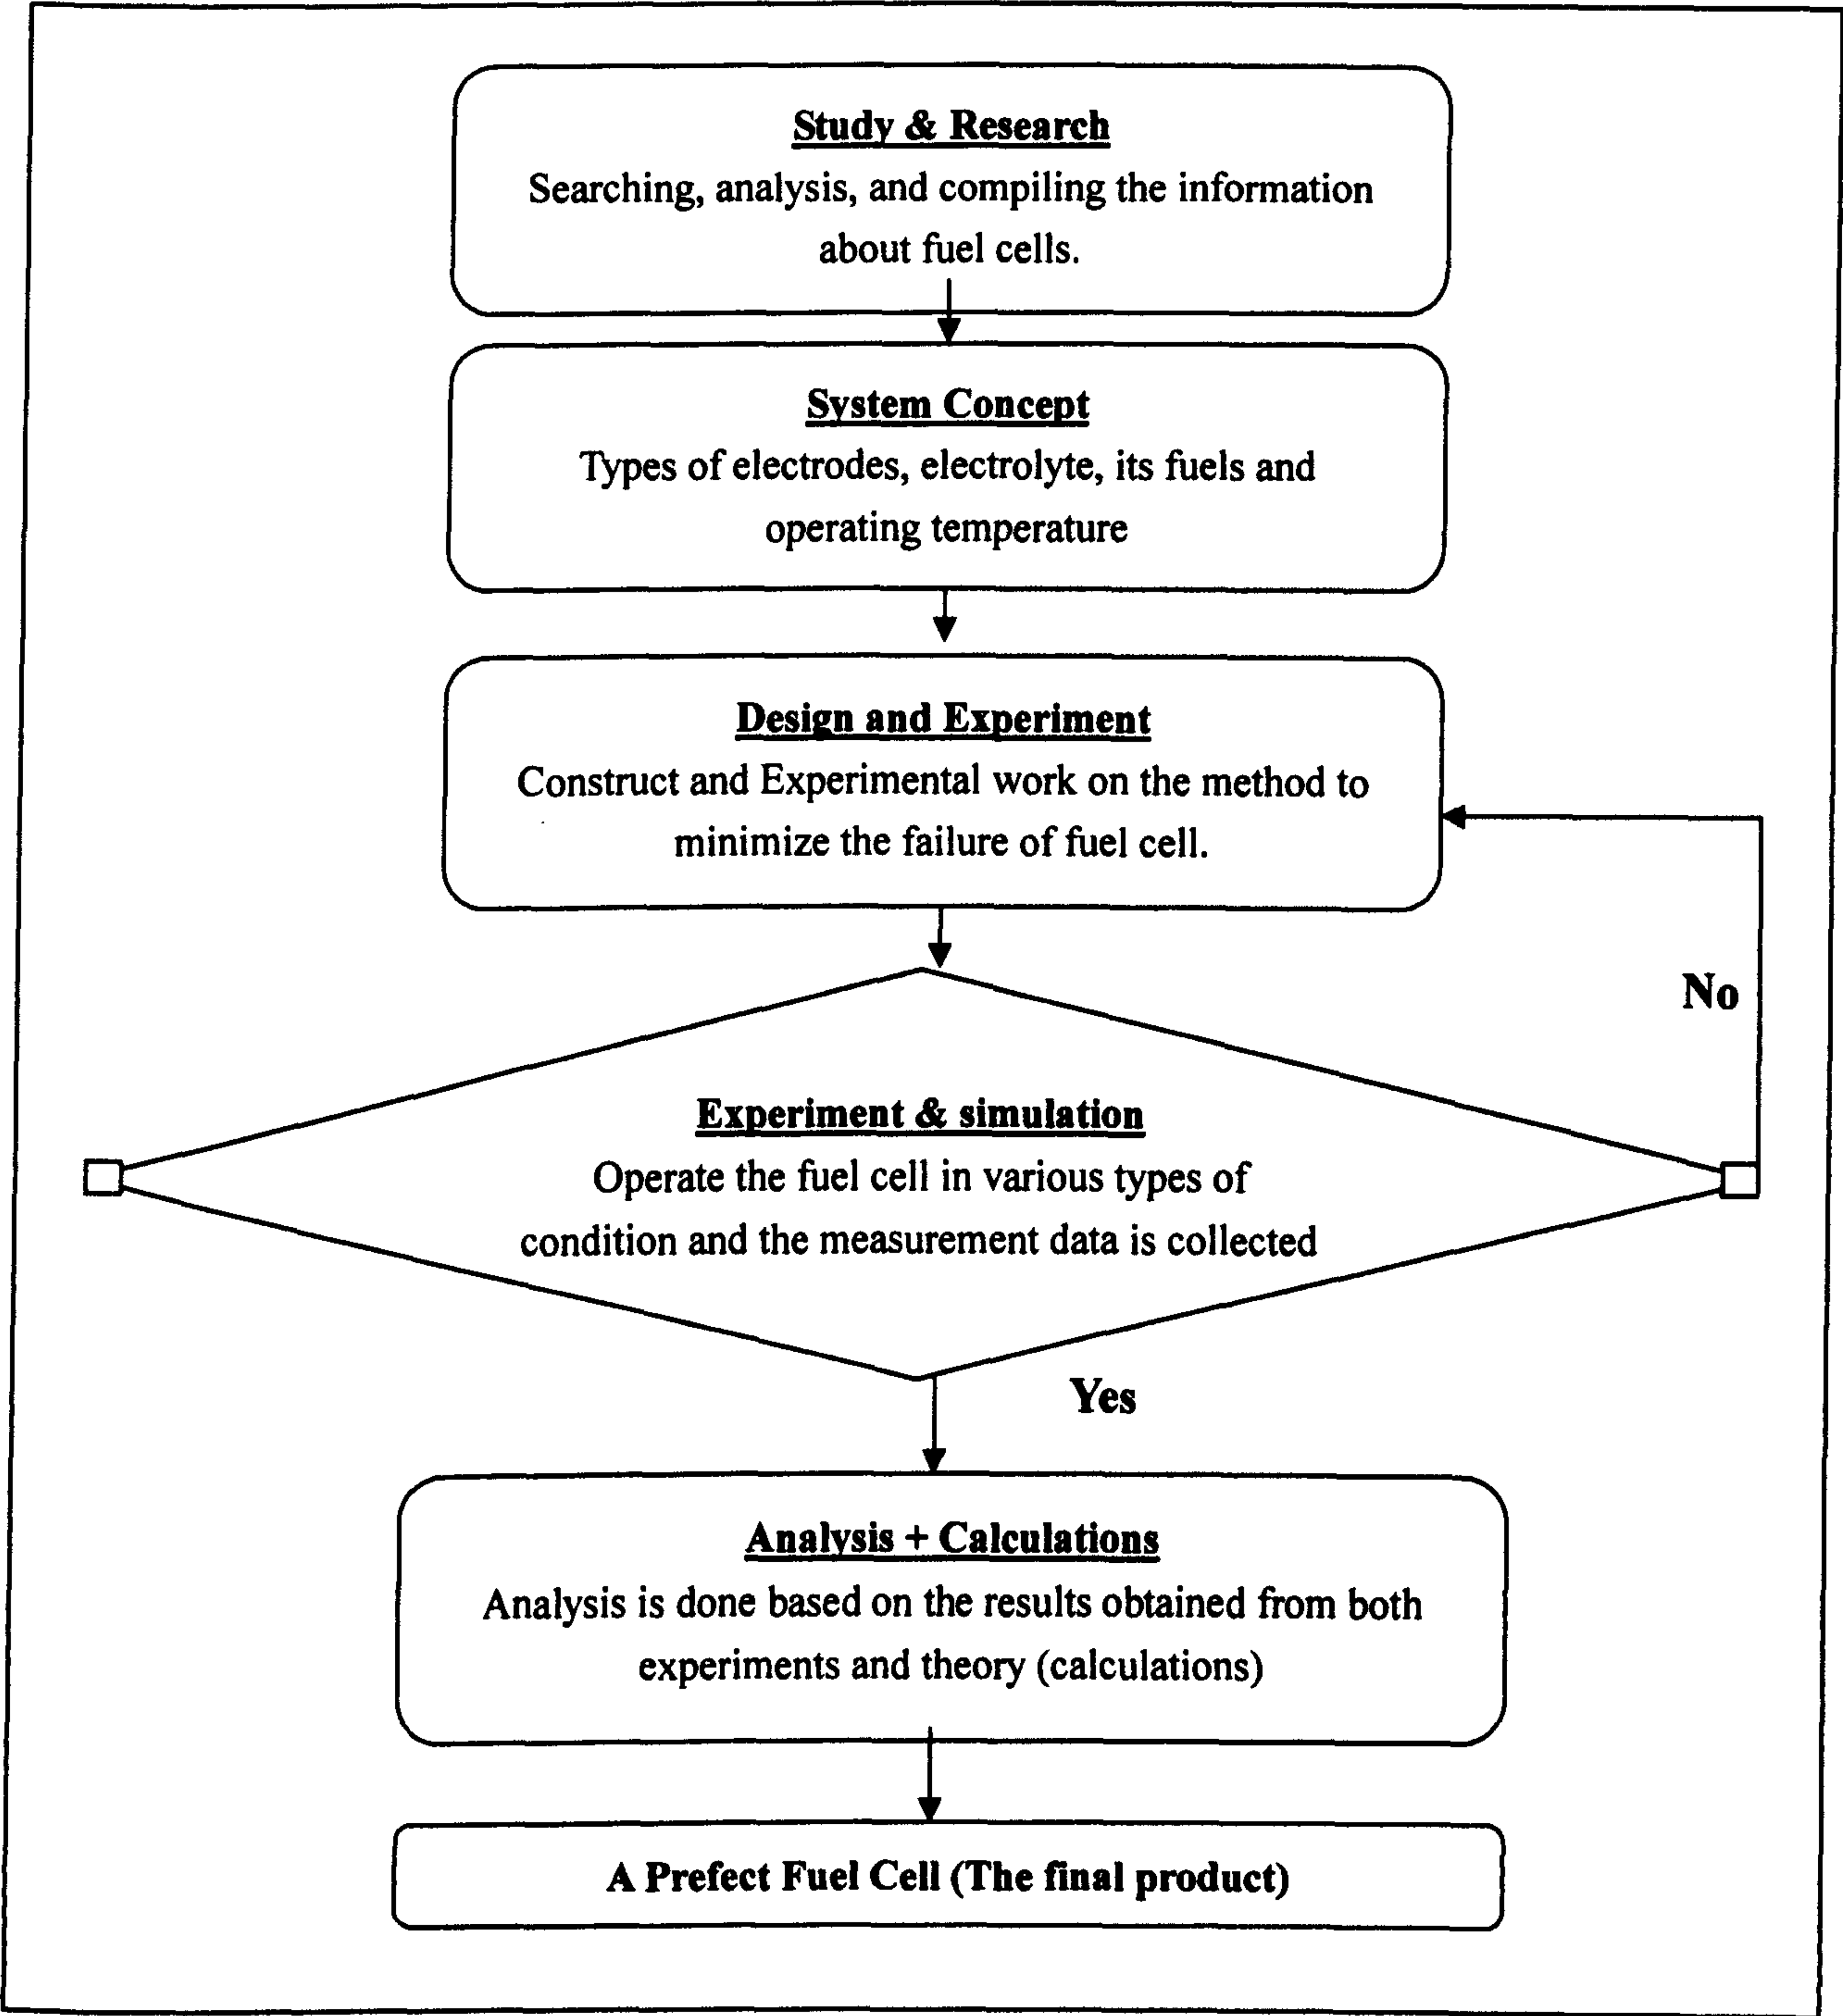 Study & Research
Searching, analysis, and compiling the information
about fuel cells.
System Concept
Types of electrodes, electrolyte, its fuels and
operating temperature
Design and Experiment
Construct and Experimental work on the method to
minimize the failure of fuel cell.
No
Experiment & simulation
Operate the fuel cell in various types of
condition and the measurement data is collected
Yes
Analysis + Calculations
Analysis is done based on the results obtained from both
experiments and theory (calculations)
A Prefect Fuel Cell (The final product)